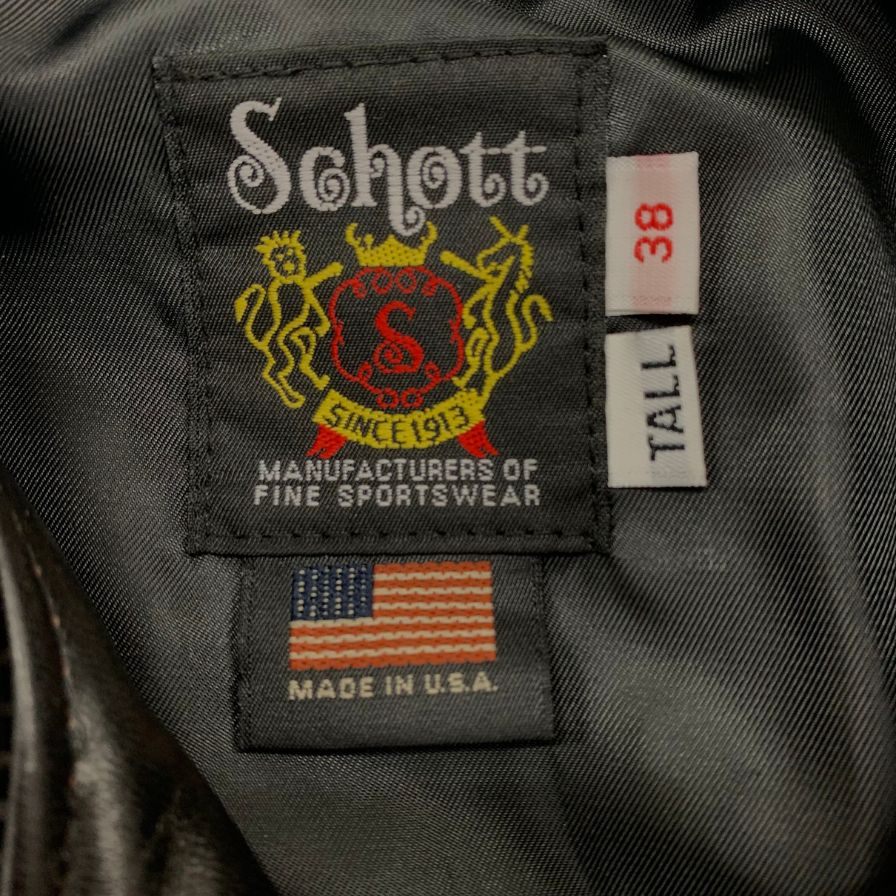 Schott
38
S
TALL
SINCE 1913
MANUFACTURERS OF
FINE SPORTSWEAR
MADE IN U.S.A.